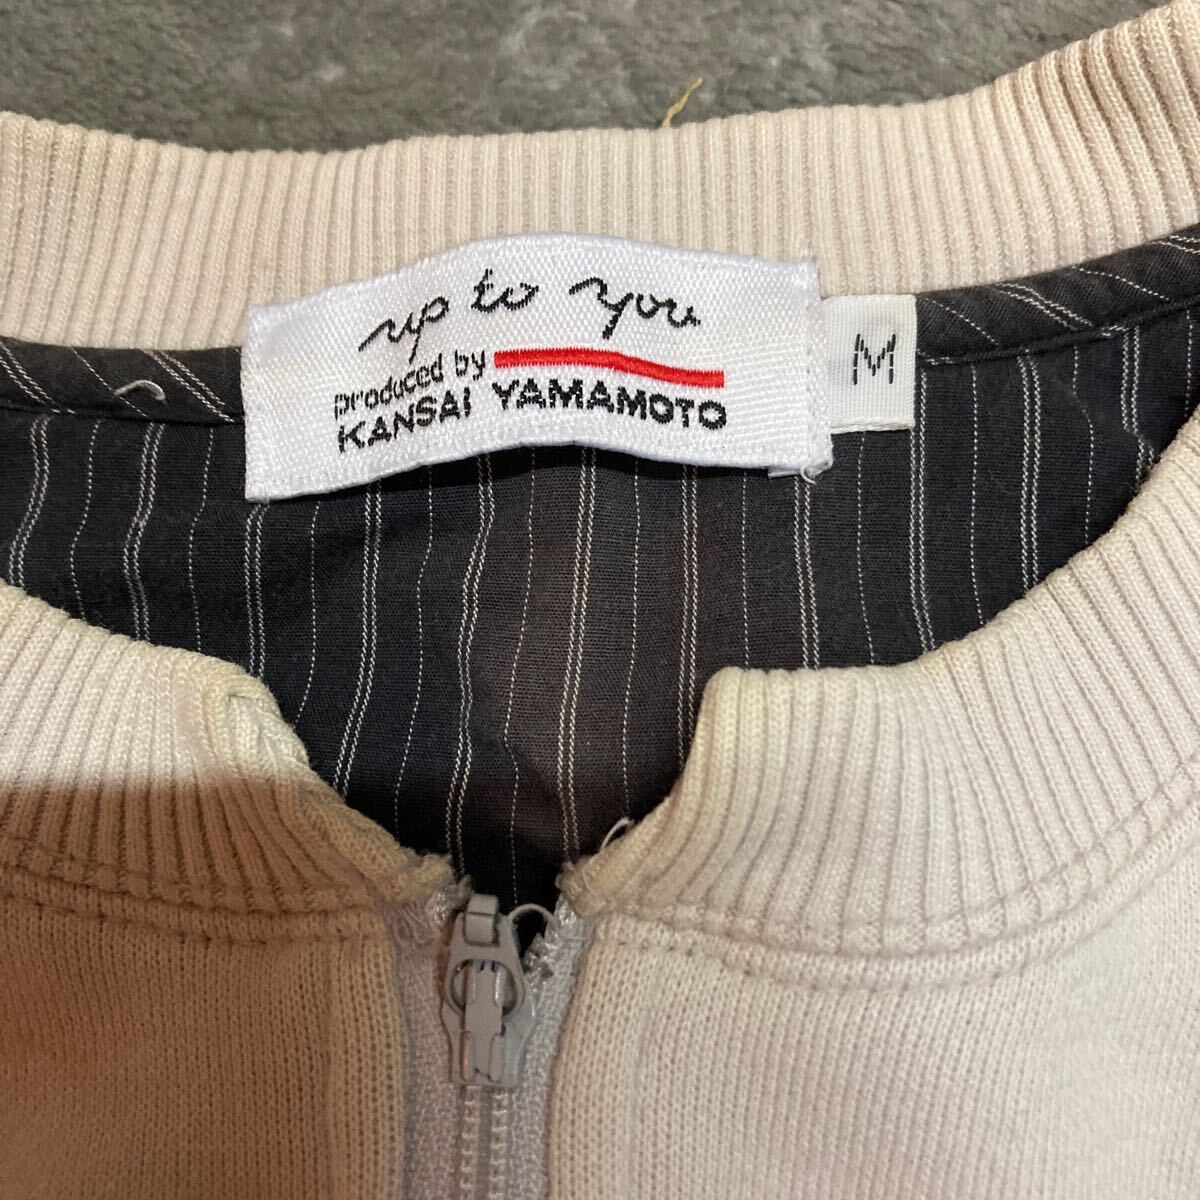 up to you
produced by
KANSAI YAMAMOTO
M